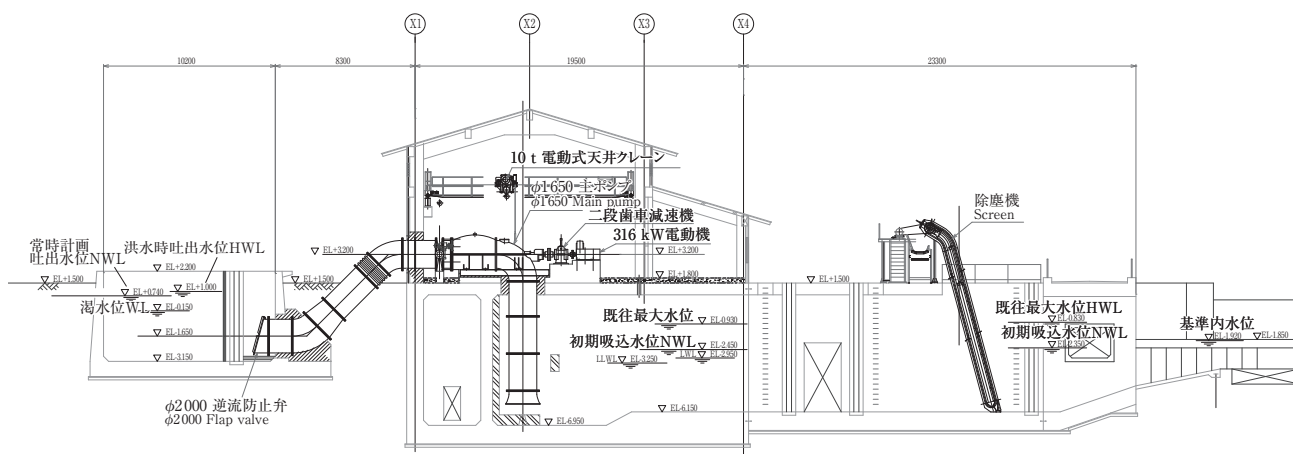 X1
X2
X3
X4
10200
8300
19500
23300
10 t 電動式天井クレーン
φ1650 主ポンプ
φ1650 Main pump
二段歯車減速機
316 kW電動機
除塵機
Screen
常時計画
吐出水位NWL
洪水時吐出水位HWL
渇水位WL
EL+1.500
EL+2.200
EL+0.740
EL+1.000
EL-0.150
EL-1.650
EL-3.150
EL+1.500
EL+3.200
EL+3.200
EL+1.800
EL+1.500
既往最大水位
EL-0.930
初期吸込水位NWL
EL-2.450
LLWL
EL-3.250
LWL
EL-2.950
EL-6.150
EL-6.950
既往最大水位HWL
EL-0.830
初期吸込水位NWL
EL-2.350
基準内水位
EL-1.920
EL-1.850
φ2000 逆流防止弁
φ2000 Flap valve